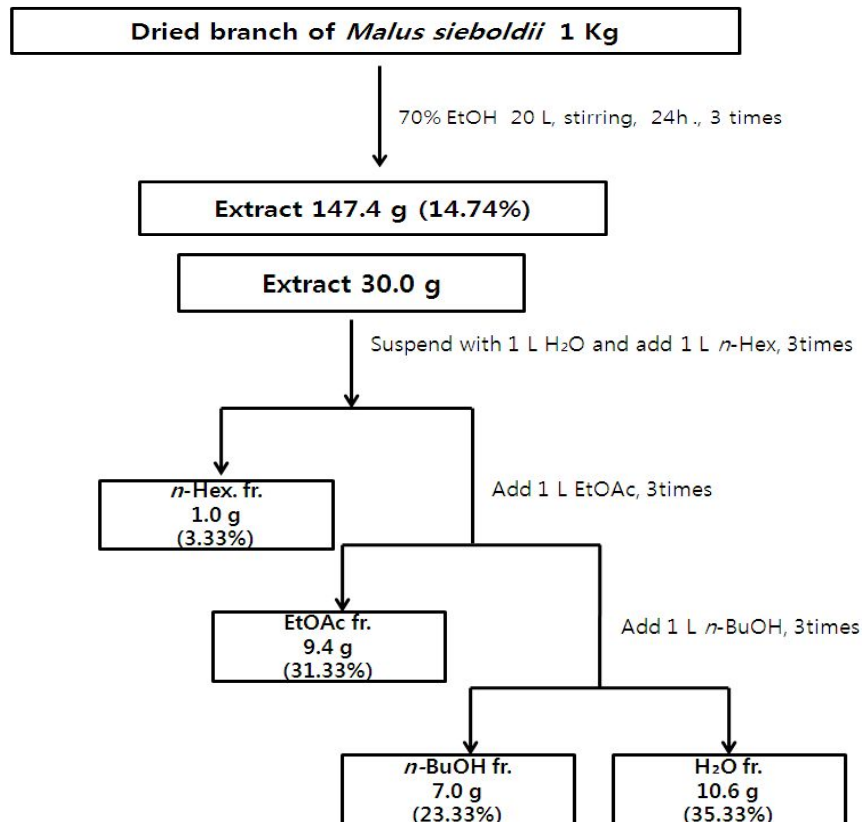 Dried branch of Malus sieboldii 1 Kg
70% EtOH 20 L, stirring, 24h ., 3 times
Extract 147.4 g (14.74%)
Extract 30.0 g
Suspend with 1 L H₂O and add 1 L n-Hex, 3times
n-Hex. fr.
1.0 g
(3.33%)
Add 1 L EtOAc, 3times
EtOAc fr.
9.4 g
(31.33%)
Add 1 L n-BuOH, 3times
n-BuOH fr.
7.0 g
(23.33%)
H₂O fr.
10.6 g
(35.33%)